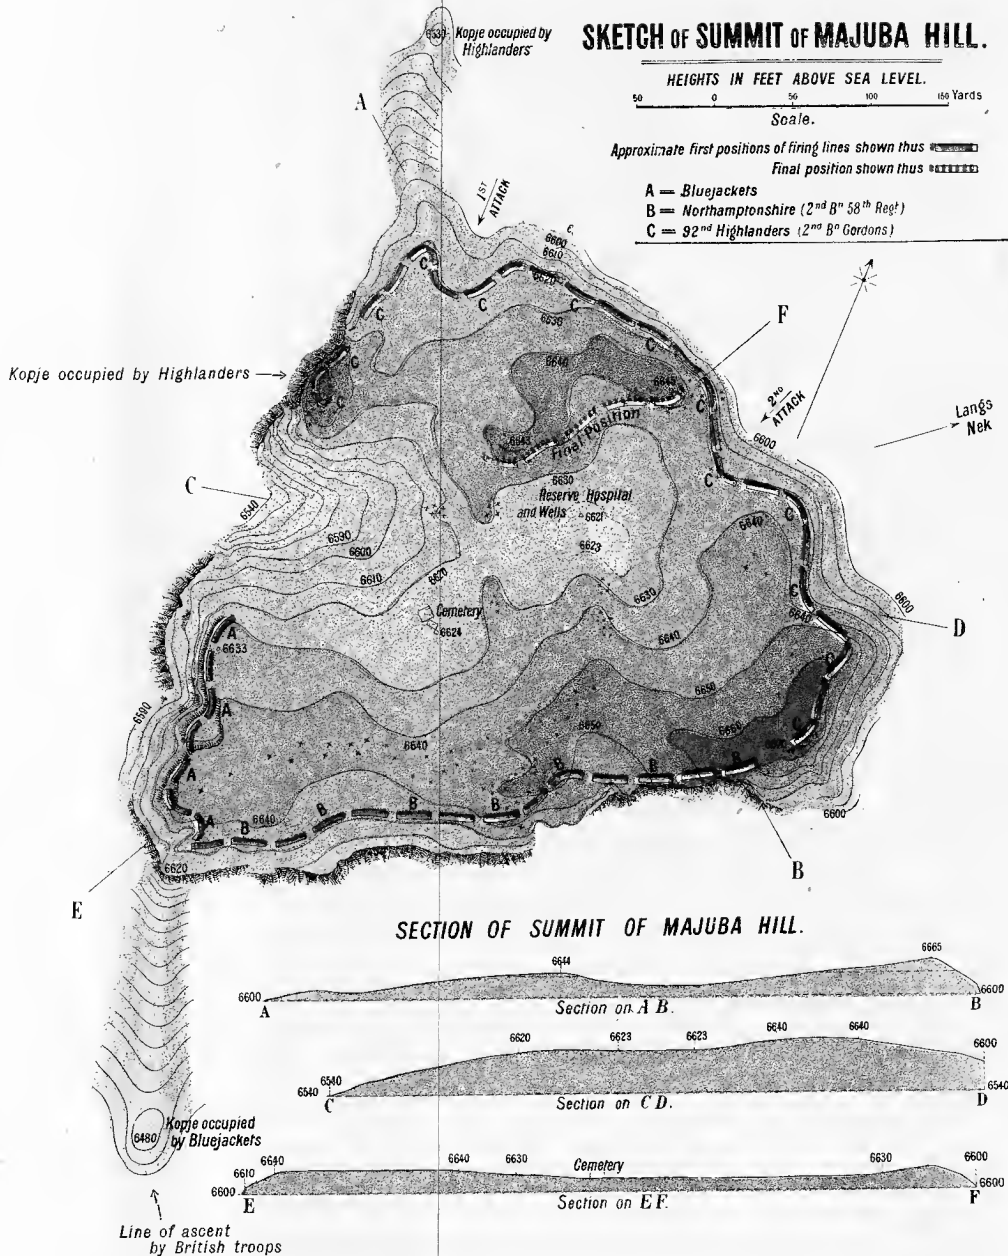 SKETCH OF SUMMIT OF MAJUBA HILL.
HEIGHTS IN FEET ABOVE SEA LEVEL.
50 0 50 100 150 Yards
Scale.
Approximate first positions of firing lines shown thus
Final position shown thus
A = Bluejackets
B = Northamptonshire (2nd Bn 58th Regt)
C = 92nd Highlanders (2nd Bn Gordons)
Kopje occupied by
Highlanders
A
1ST
ATTACK
6600
6610
6620
C
C
C
C
C
C
C
C
C
C
C
C
F
2ND
ATTACK
6600
Langs
Nek
Kopje occupied by Highlanders
6640
6643
Final Position
6630
Reserve Hospital
and Wells
6621
6623
C
6540
6590
6600
6610
6620
6640
6630
6640
6640
6600
D
Cemetery
6624
A
6633
A
A
A
6590
6640
6650
6650
6660
B
B
B
B
B
B
B
6640
6620
6600
E
B
Kopje occupied
by Bluejackets
6480
Line of ascent
by British troops
SECTION OF SUMMIT OF MAJUBA HILL.
6644
6665
6600
6600
A
Section on A B.
B
6620
6623
6623
6640
6640
6600
6540
6540
C
Section on C D.
D
6610
6640
6640
6630
Cemetery
6630
6600
6600
6600
E
Section on E F.
F